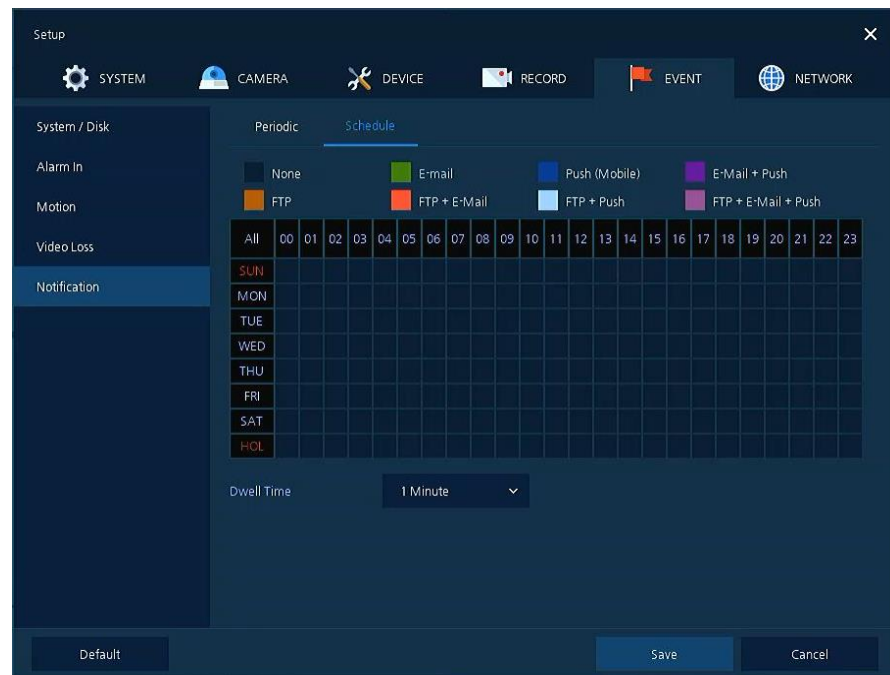 Setup
SYSTEM CAMERA DEVICE RECORD EVENT NETWORK
System / Disk
Alarm In
Motion
Video Loss
Notification
Periodic Schedule
None E-mail Push (Mobile) E-Mail + Push
FTP FTP + E-Mail FTP + Push FTP + E-Mail + Push
All 00 01 02 03 04 05 06 07 08 09 10 11 12 13 14 15 16 17 18 19 20 21 22 23
SUN
MON
TUE
WED
THU
FRI
SAT
HOL
Dwell Time 1 Minute
Default Save Cancel